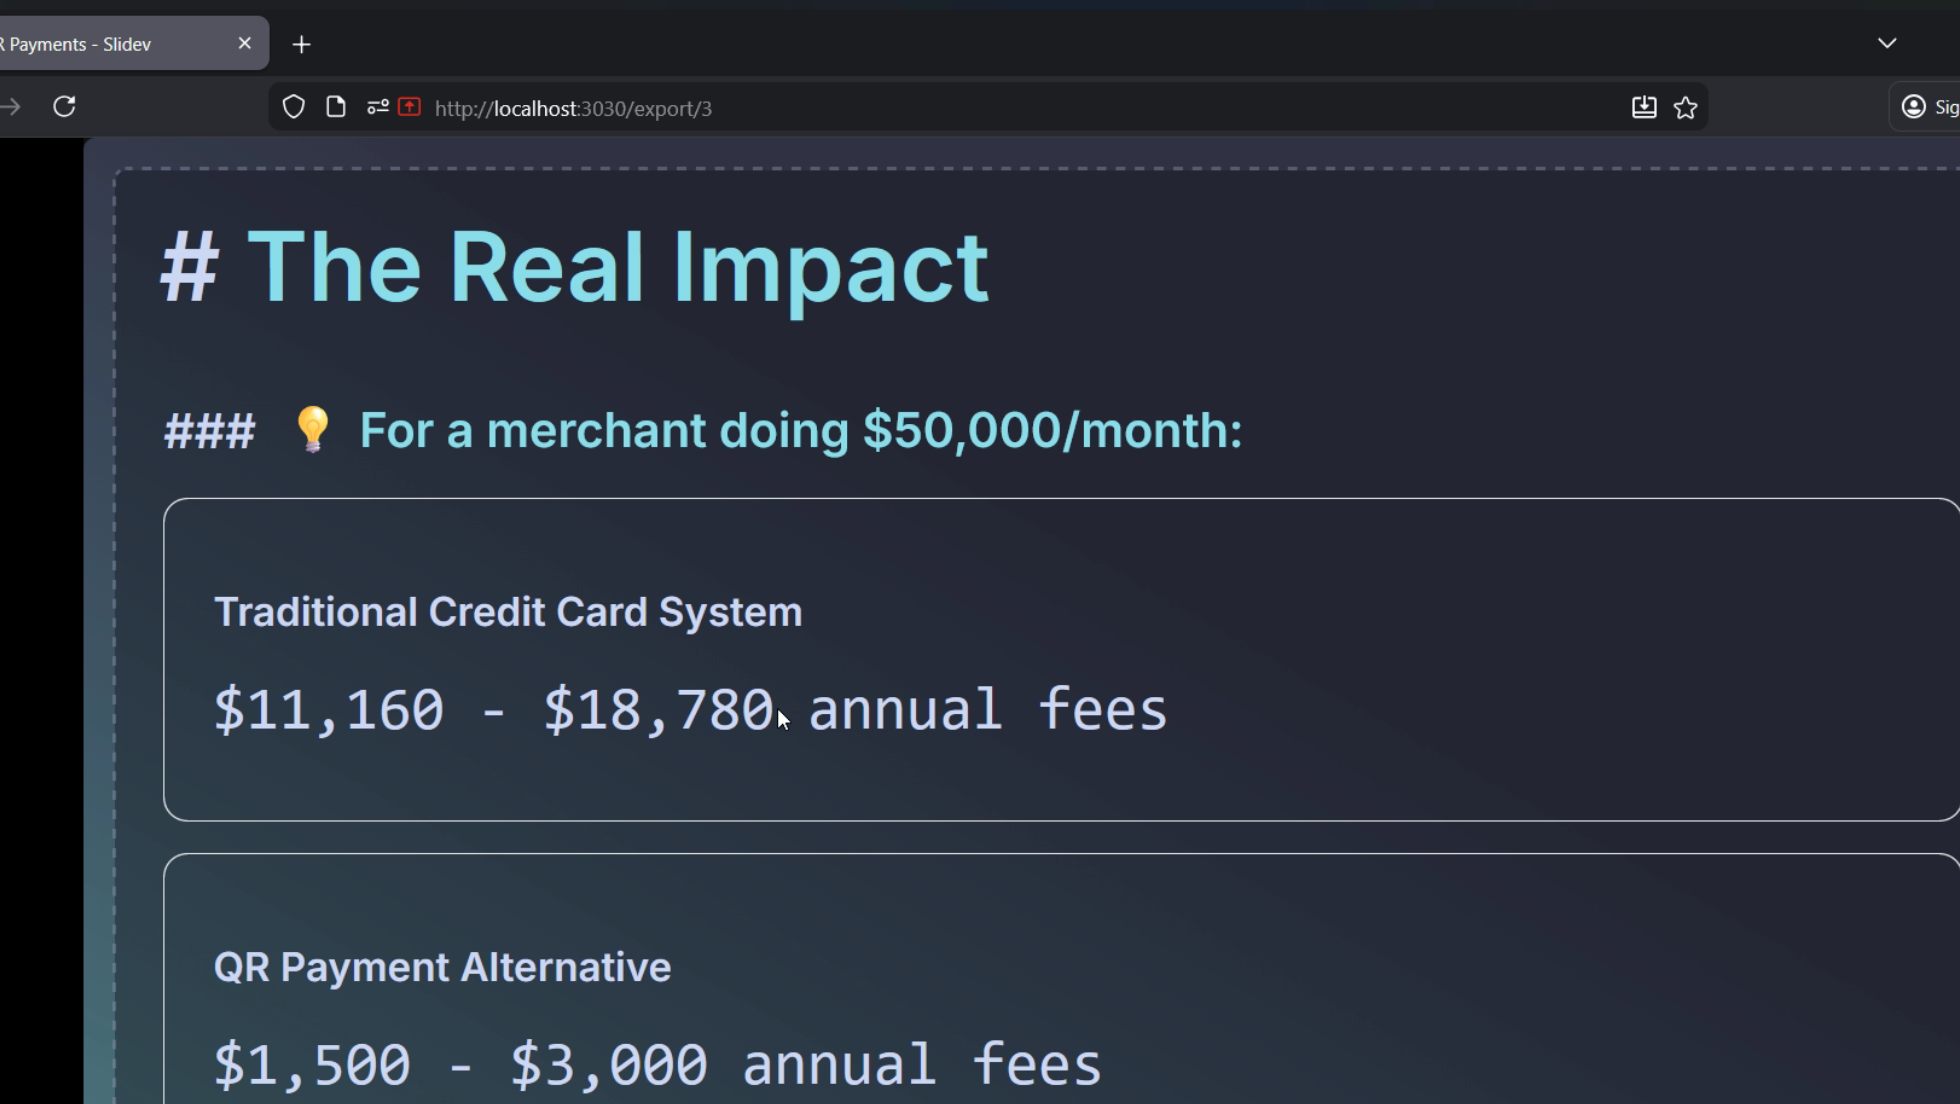 R Payments - Slidev
http://localhost:3030/export/3
Sig
# The Real Impact
### 💡 For a merchant doing $50,000/month:
Traditional Credit Card System
$11,160 - $18,780 annual fees
QR Payment Alternative
$1,500 - $3,000 annual fees